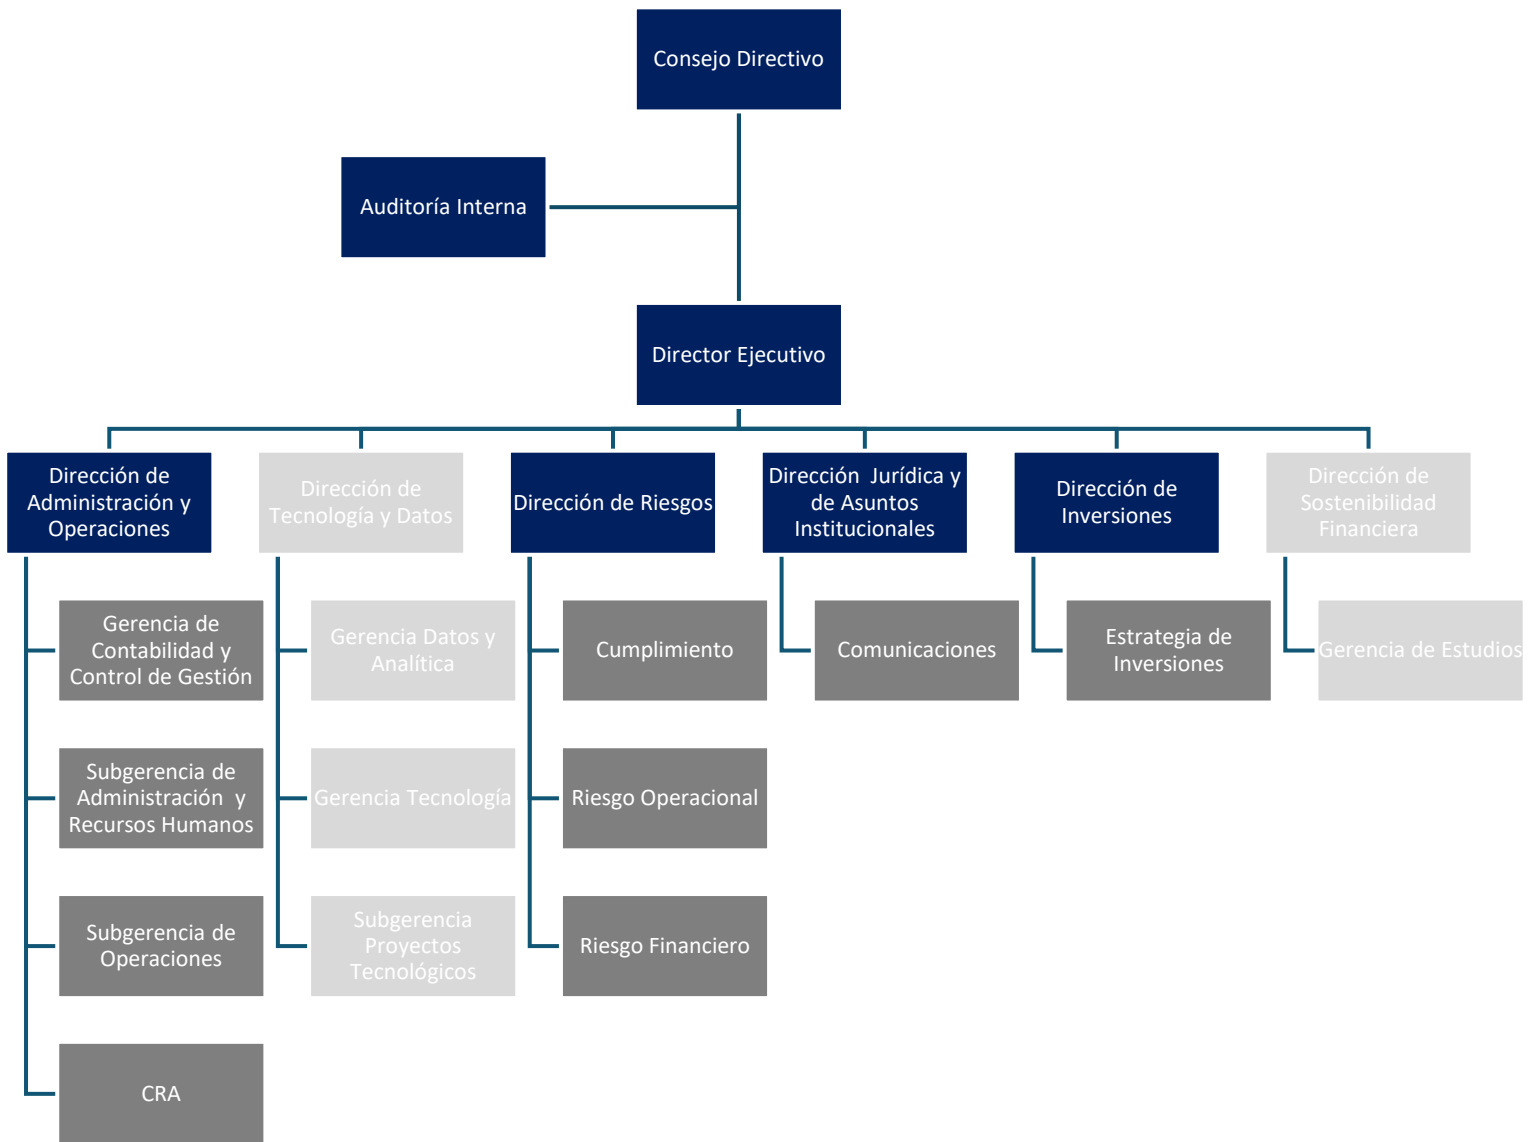 Consejo Directivo
Auditoría Interna
Director Ejecutivo
Dirección de
Administración y
Operaciones
Dirección de
Tecnología y Datos
Dirección de Riesgos
Dirección  Jurídica y
de Asuntos
Institucionales
Dirección de
Inversiones
Dirección de
Sostenibilidad
Financiera
Gerencia de
Contabilidad y
Control de Gestión
Gerencia Datos y
Analítica
Cumplimiento
Comunicaciones
Estrategia de
Inversiones
Gerencia de Estudios
Subgerencia de
Administración  y
Recursos Humanos
Gerencia Tecnología
Riesgo Operacional
Subgerencia de
Operaciones
Subgerencia
Proyectos
Tecnológicos
Riesgo Financiero
CRA